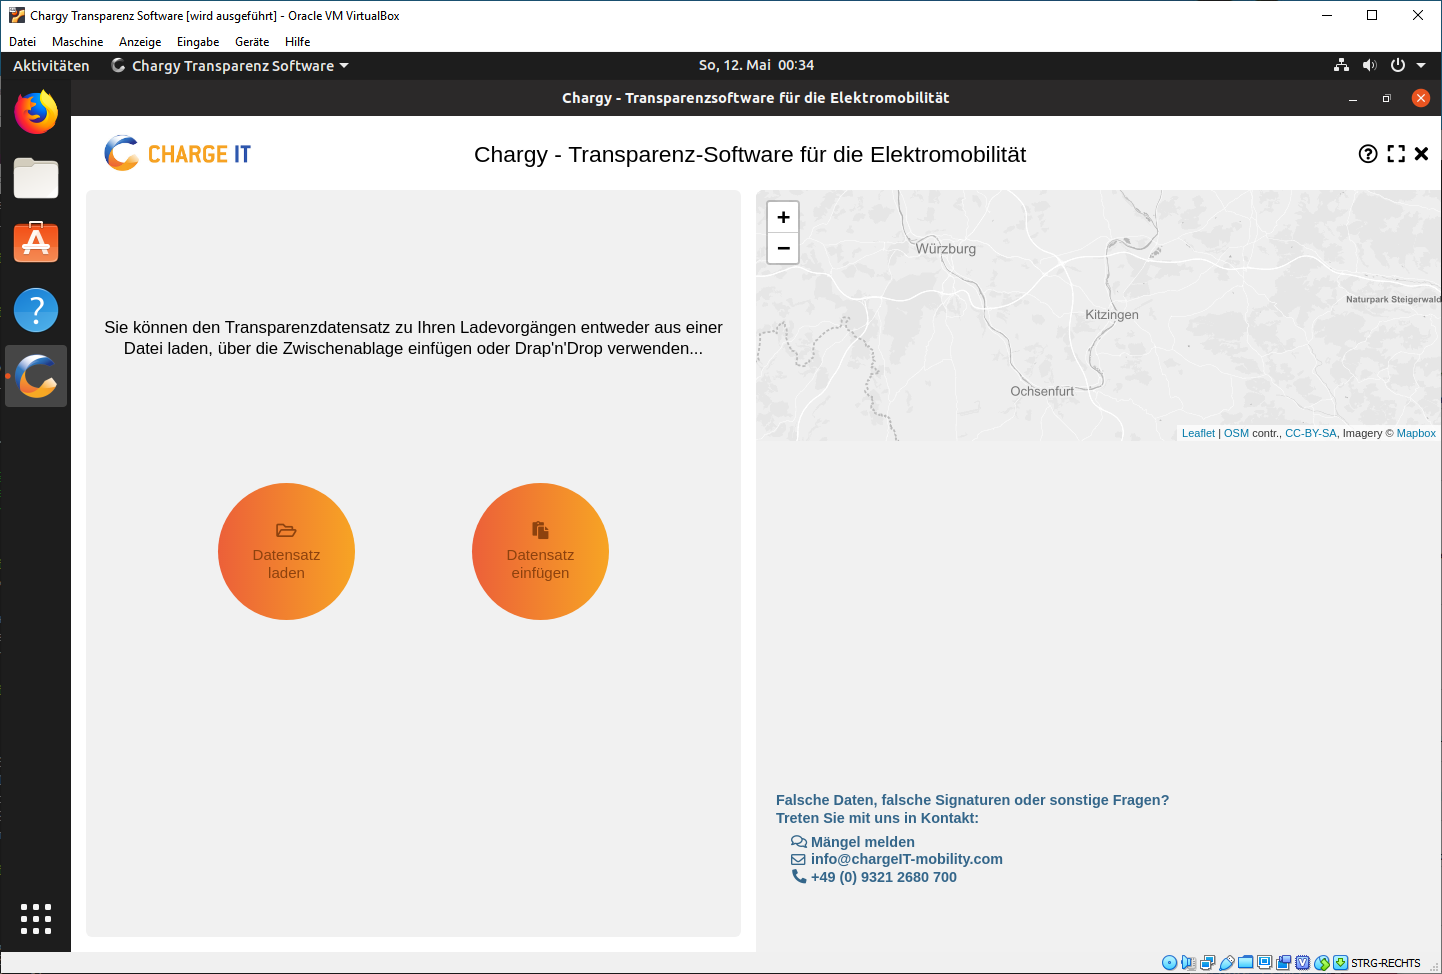 Chargy Transparenz Software [wird ausgeführt] - Oracle VM VirtualBox
Datei Maschine Anzeige Eingabe Geräte Hilfe
Aktivitäten Chargy Transparenz Software So, 12. Mai 00:34
Chargy - Transparenzsoftware für die Elektromobilität
CHARGE IT
Chargy - Transparenz-Software für die Elektromobilität
Sie können den Transparenzdatensatz zu Ihren Ladevorgängen entweder aus einer
Datei laden, über die Zwischenablage einfügen oder Drap'n'Drop verwenden...
Datensatz
laden
Datensatz
einfügen
+
−
Würzburg
Naturpark Steigerwald
Kitzingen
Ochsenfurt
Leaflet | OSM contr., CC-BY-SA, Imagery © Mapbox
Falsche Daten, falsche Signaturen oder sonstige Fragen?
Treten Sie mit uns in Kontakt:
Mängel melden
info@chargeIT-mobility.com
+49 (0) 9321 2680 700
STRG-RECHTS